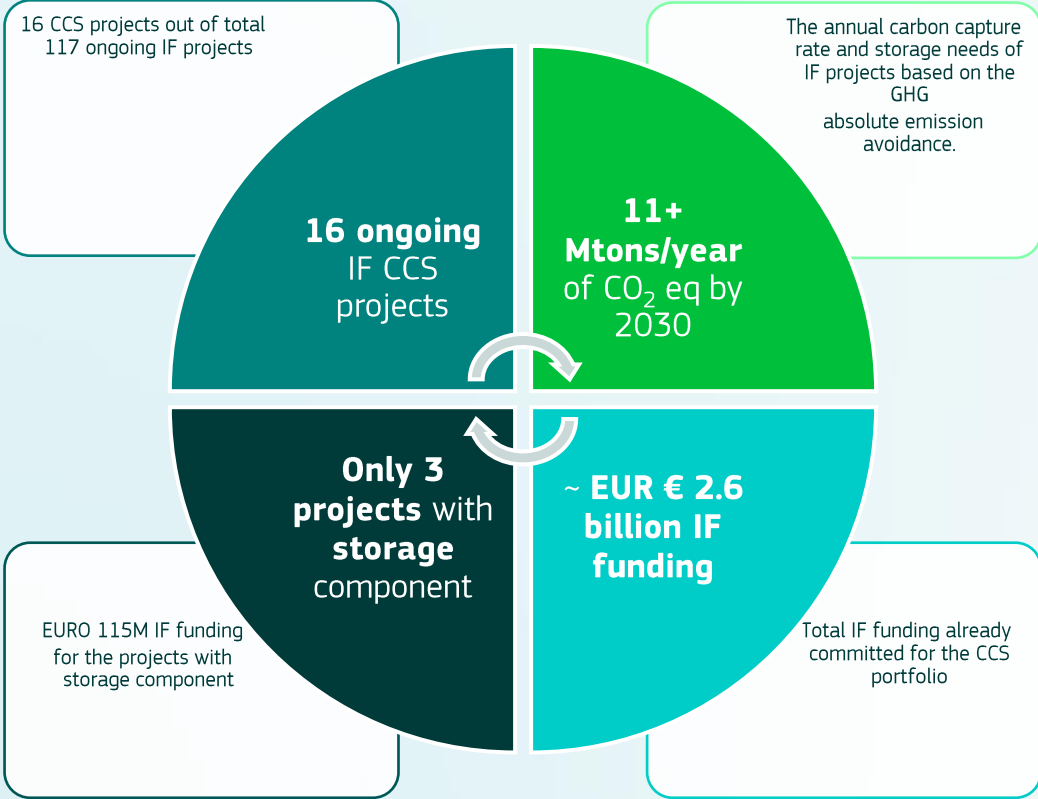 16 CCS projects out of total
117 ongoing IF projects
The annual carbon capture
rate and storage needs of
IF projects based on the
GHG
absolute emission
avoidance.
16 ongoing
IF CCS
projects
11+
Mtons/year
of CO₂ eq by
2030
Only 3
projects with
storage
component
~ EUR € 2.6
billion IF
funding
EURO 115M IF funding
for the projects with
storage component
Total IF funding already
committed for the CCS
portfolio